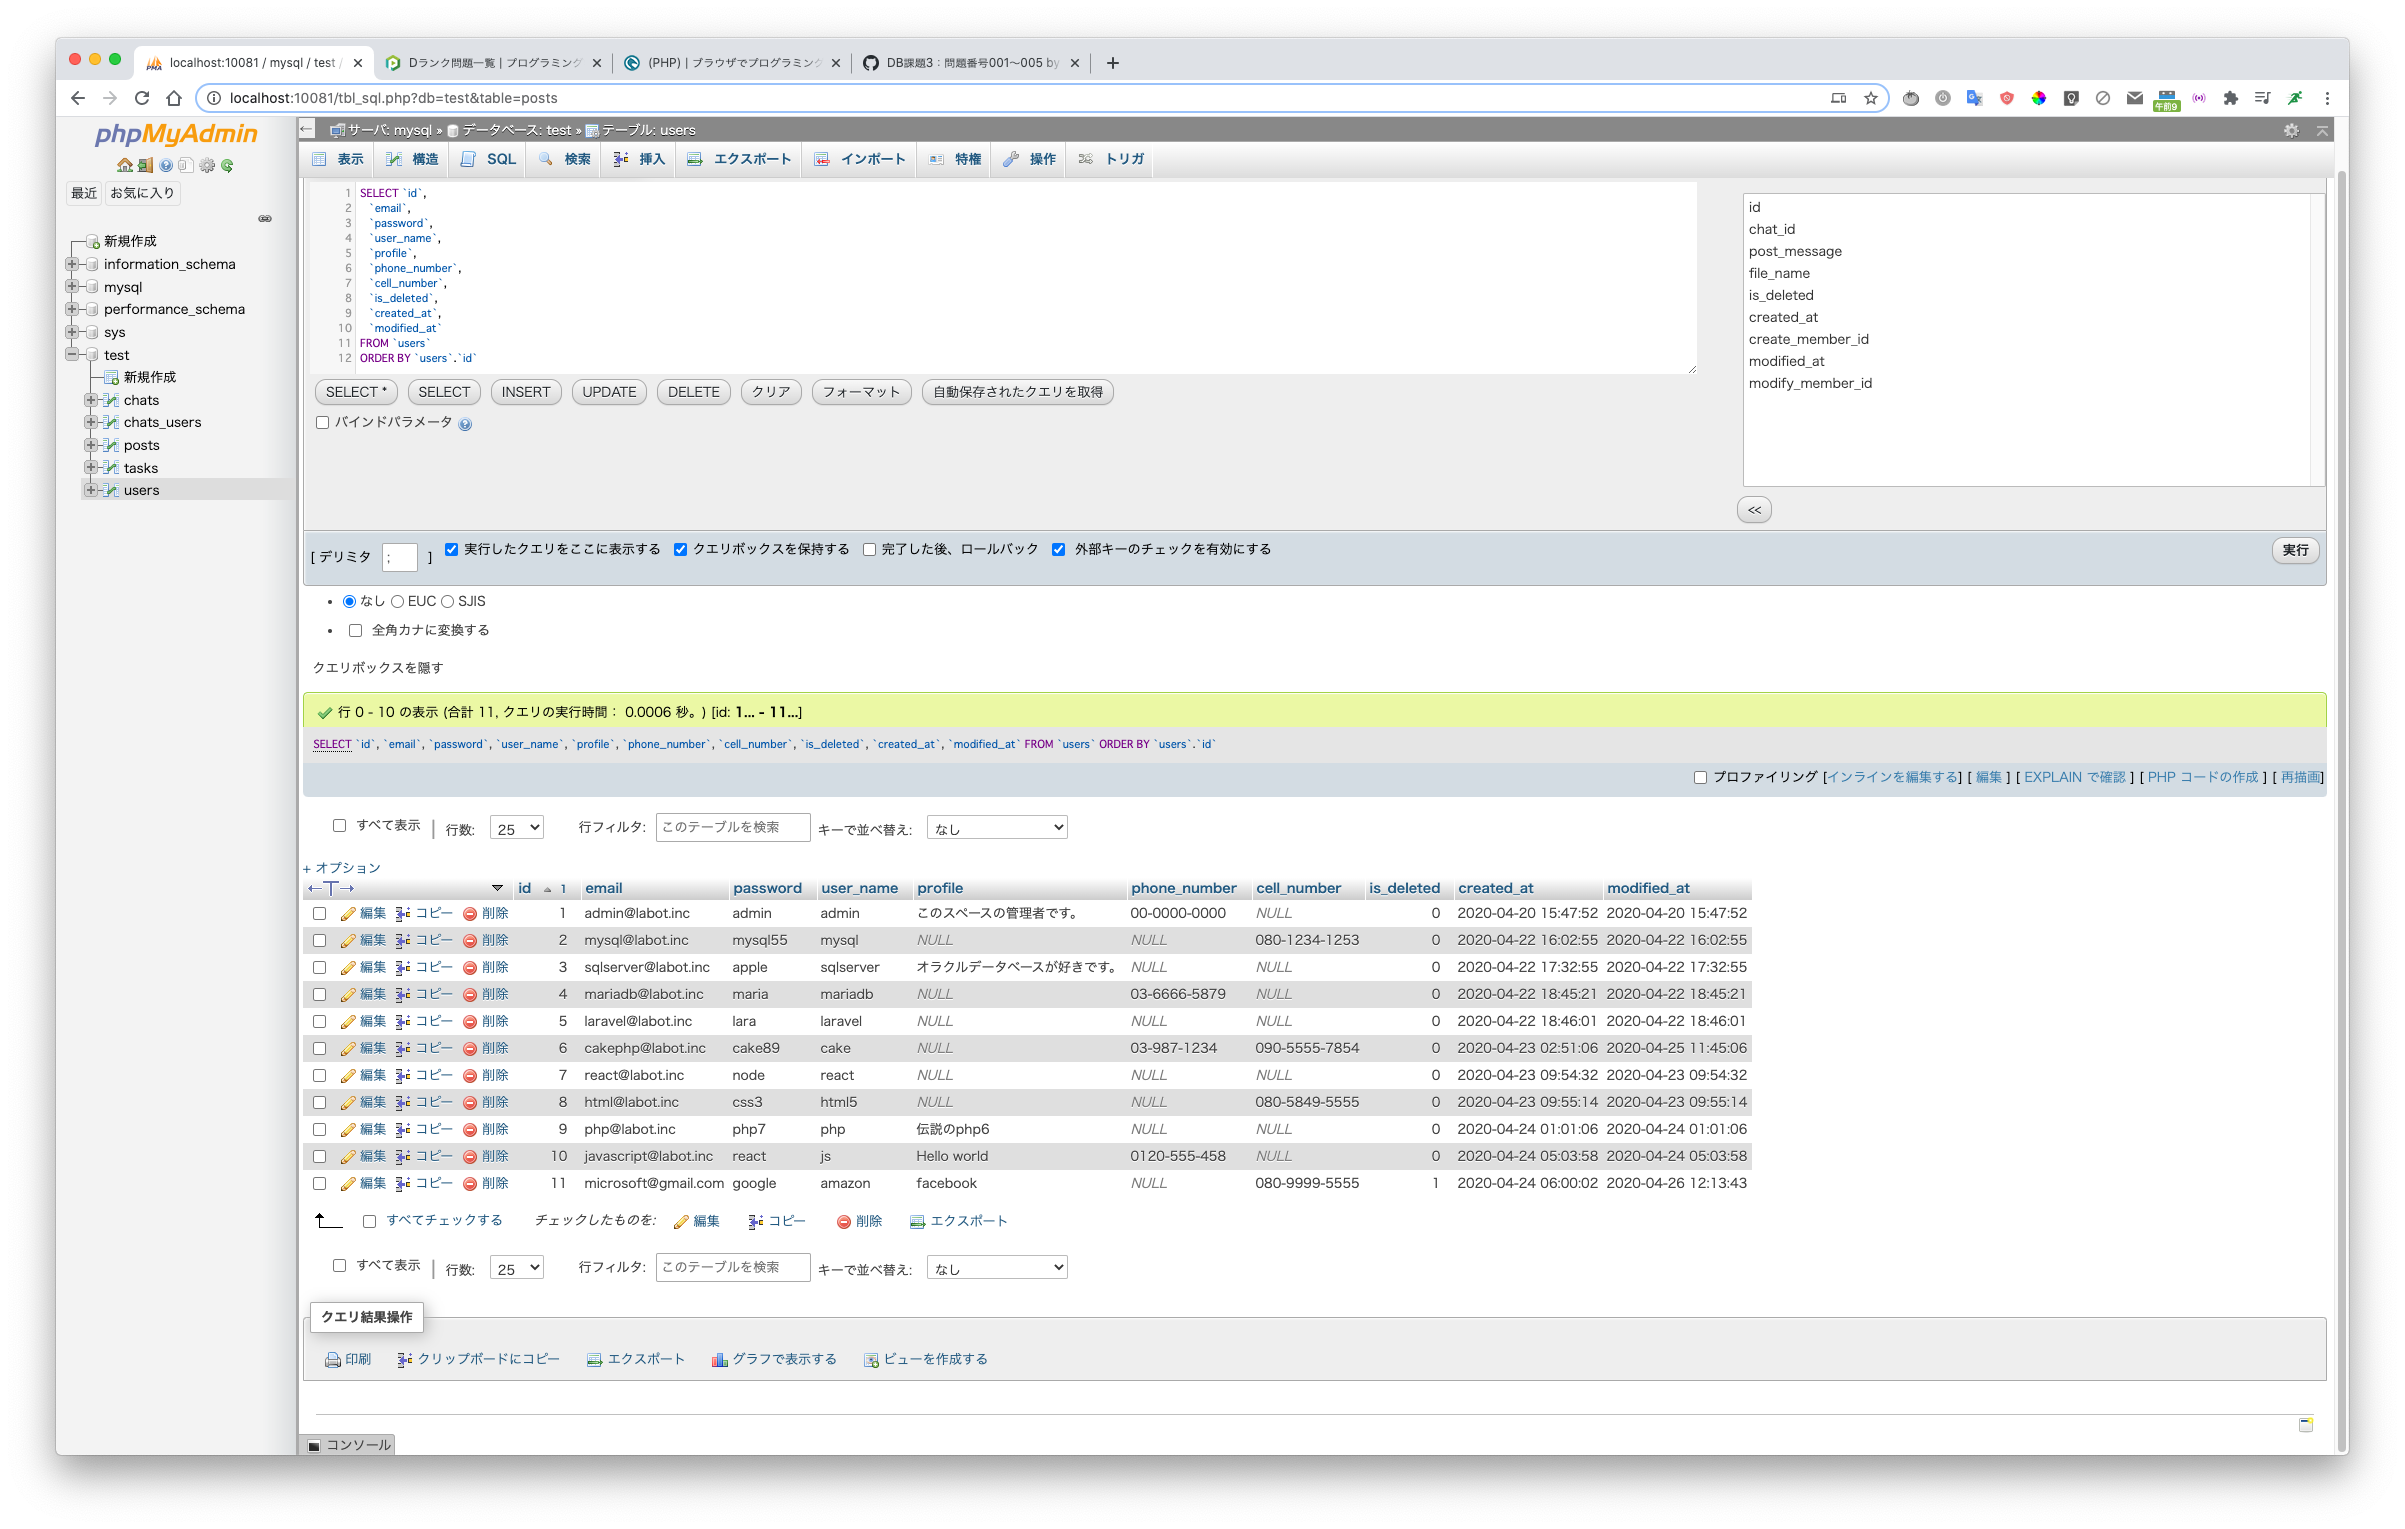 localhost:10081 / mysql / test /
Dランク問題一覧 | プログラミング
(PHP) | ブラウザでプログラミング
DB課題3：問題番号001〜005 by
localhost:10081/tbl_sql.php?db=test&table=posts
午前9
phpMyAdmin
最近 お気に入り
新規作成
information_schema
mysql
performance_schema
sys
test
新規作成
chats
chats_users
posts
tasks
users
サーバ: mysql » データベース: test » テーブル: users
表示 構造 SQL 検索 挿入 エクスポート インポート 特権 操作 トリガ
1 SELECT `id`,
2 `email`,
3 `password`,
4 `user_name`,
5 `profile`,
6 `phone_number`,
7 `cell_number`,
8 `is_deleted`,
9 `created_at`,
10 `modified_at`
11 FROM `users`
12 ORDER BY `users`.`id`
id
chat_id
post_message
file_name
is_deleted
created_at
create_member_id
modified_at
modify_member_id
SELECT * SELECT INSERT UPDATE DELETE クリア フォーマット 自動保存されたクエリを取得
バインドパラメータ
<<
[ デリミタ ; ] 実行したクエリをここに表示する クエリボックスを保持する 完了した後、ロールバック 外部キーのチェックを有効にする 実行
なし EUC SJIS
全角カナに変換する
クエリボックスを隠す
行 0 - 10 の表示 (合計 11, クエリの実行時間： 0.0006 秒。) [id: 1... - 11...]
SELECT `id`, `email`, `password`, `user_name`, `profile`, `phone_number`, `cell_number`, `is_deleted`, `created_at`, `modified_at` FROM `users` ORDER BY `users`.`id`
プロファイリング [インラインを編集する] [ 編集 ] [ EXPLAIN で確認 ] [ PHP コードの作成 ] [ 再描画]
すべて表示 | 行数: 25 行フィルタ: このテーブルを検索 キーで並べ替え: なし
+ オプション
←T→ id 1 email password user_name profile phone_number cell_number is_deleted created_at modified_at
編集 コピー 削除 1 admin@labot.inc admin admin このスペースの管理者です。 00-0000-0000 NULL 0 2020-04-20 15:47:52 2020-04-20 15:47:52
編集 コピー 削除 2 mysql@labot.inc mysql55 mysql NULL NULL 080-1234-1253 0 2020-04-22 16:02:55 2020-04-22 16:02:55
編集 コピー 削除 3 sqlserver@labot.inc apple sqlserver オラクルデータベースが好きです。 NULL NULL 0 2020-04-22 17:32:55 2020-04-22 17:32:55
編集 コピー 削除 4 mariadb@labot.inc maria mariadb NULL 03-6666-5879 NULL 0 2020-04-22 18:45:21 2020-04-22 18:45:21
編集 コピー 削除 5 laravel@labot.inc lara laravel NULL NULL NULL 0 2020-04-22 18:46:01 2020-04-22 18:46:01
編集 コピー 削除 6 cakephp@labot.inc cake89 cake NULL 03-987-1234 090-5555-7854 0 2020-04-23 02:51:06 2020-04-25 11:45:06
編集 コピー 削除 7 react@labot.inc node react NULL NULL NULL 0 2020-04-23 09:54:32 2020-04-23 09:54:32
編集 コピー 削除 8 html@labot.inc css3 html5 NULL NULL 080-5849-5555 0 2020-04-23 09:55:14 2020-04-23 09:55:14
編集 コピー 削除 9 php@labot.inc php7 php 伝説のphp6 NULL NULL 0 2020-04-24 01:01:06 2020-04-24 01:01:06
編集 コピー 削除 10 javascript@labot.inc react js Hello world 0120-555-458 NULL 0 2020-04-24 05:03:58 2020-04-24 05:03:58
編集 コピー 削除 11 microsoft@gmail.com google amazon facebook NULL 080-9999-5555 1 2020-04-24 06:00:02 2020-04-26 12:13:43
すべてチェックする チェックしたものを: 編集 コピー 削除 エクスポート
すべて表示 | 行数: 25 行フィルタ: このテーブルを検索 キーで並べ替え: なし
クエリ結果操作
印刷 クリップボードにコピー エクスポート グラフで表示する ビューを作成する
コンソール